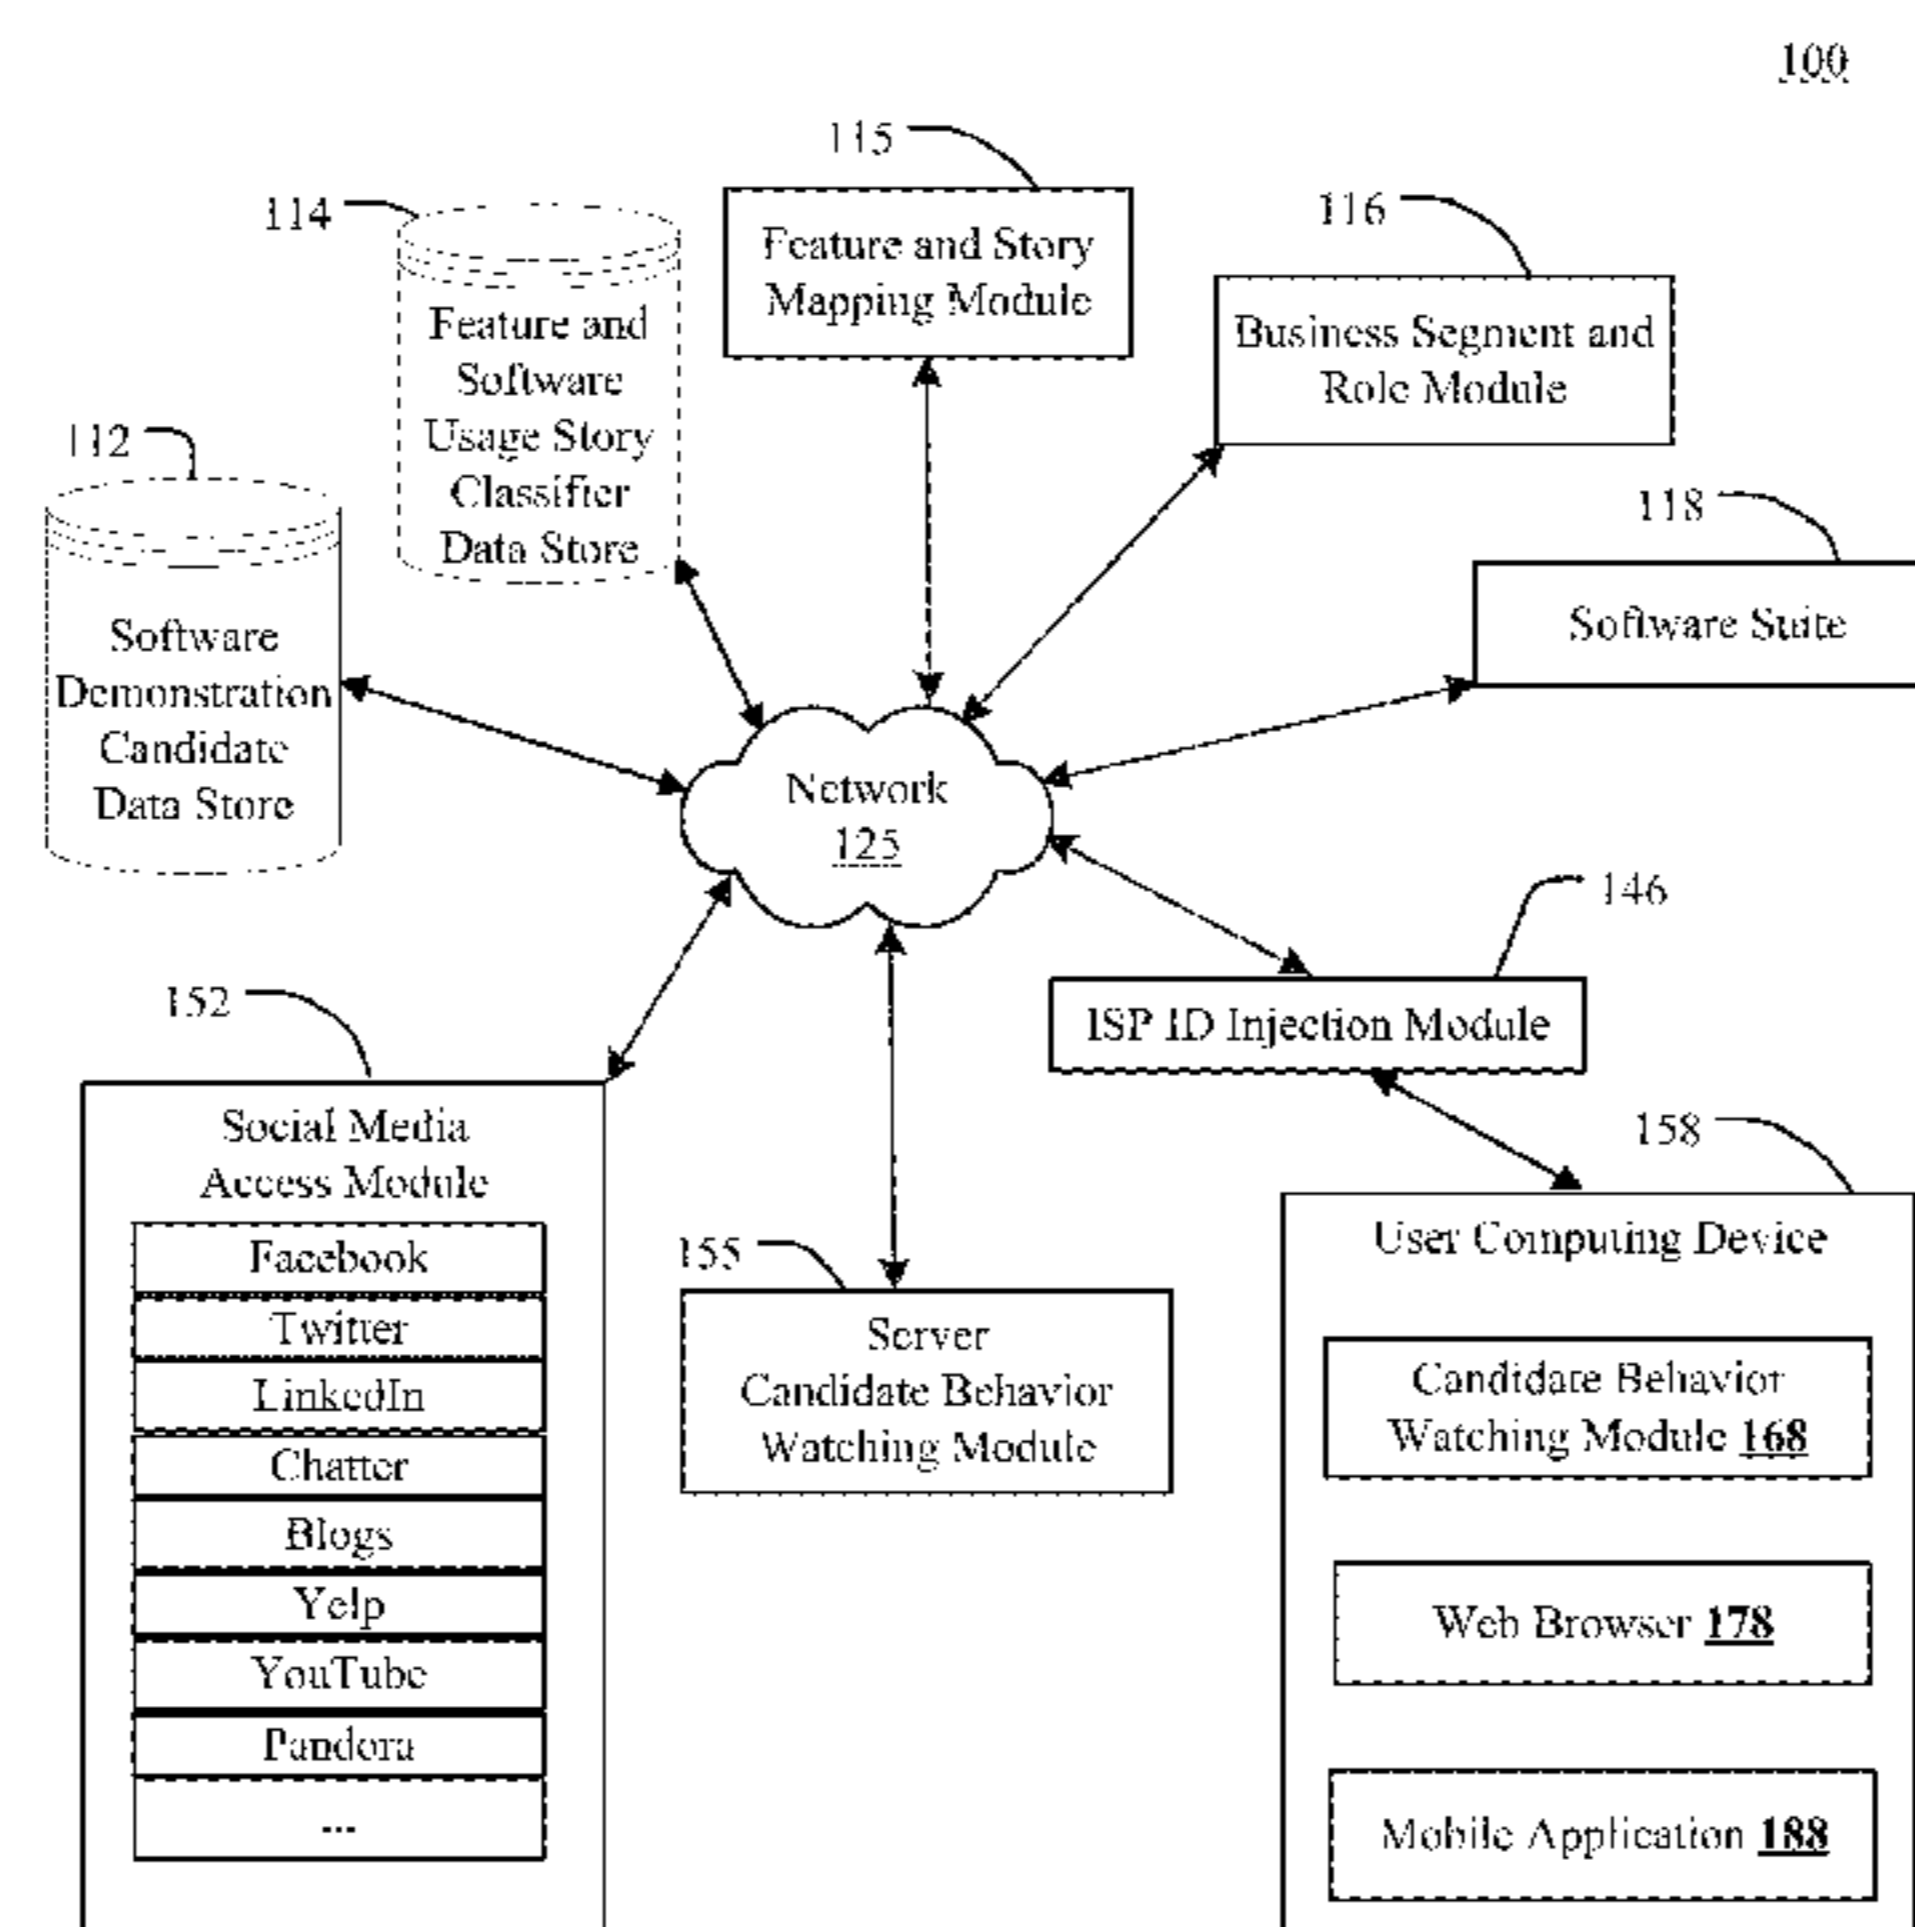 100
115
114
Feature and Story
Mapping Module
116
Business Segment and
Role Module
Feature and
Software
Usage Story
Classifier
Data Store
112
Software
Demonstration
Candidate
Data Store
118
Software Suite
Network
125
146
ISP ID Injection Module
152
Social Media
Access Module
Facebook
Twitter
LinkedIn
Chatter
Blogs
Yelp
YouTube
Pandora
...
155
Server
Candidate Behavior
Watching Module
158
User Computing Device
Candidate Behavior
Watching Module 168
Web Browser 178
Mobile Application 188